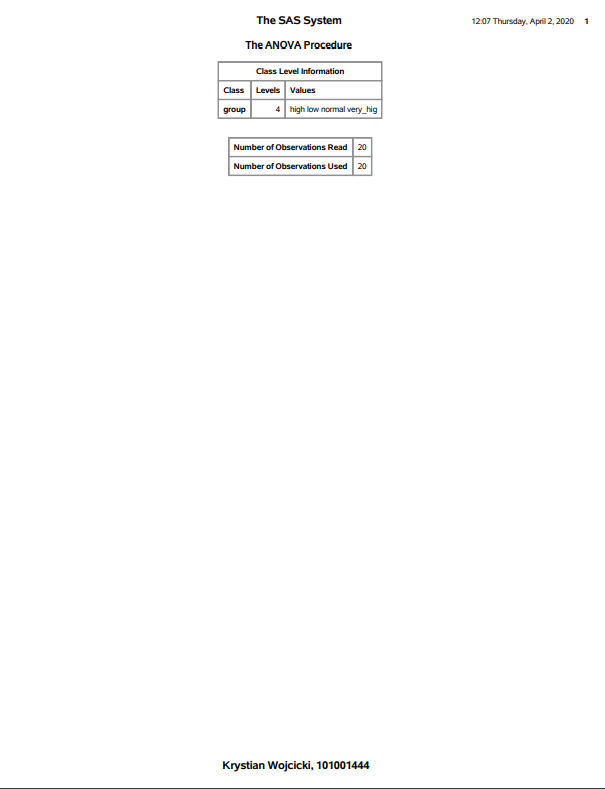 The SAS System 12:07 Thursday, April 2, 2020 1
The ANOVA Procedure
Class Level Information
Class Levels Values
group 4 high low normal very_hig
Number of Observations Read 20
Number of Observations Used 20
Krystian Wojcicki, 101001444